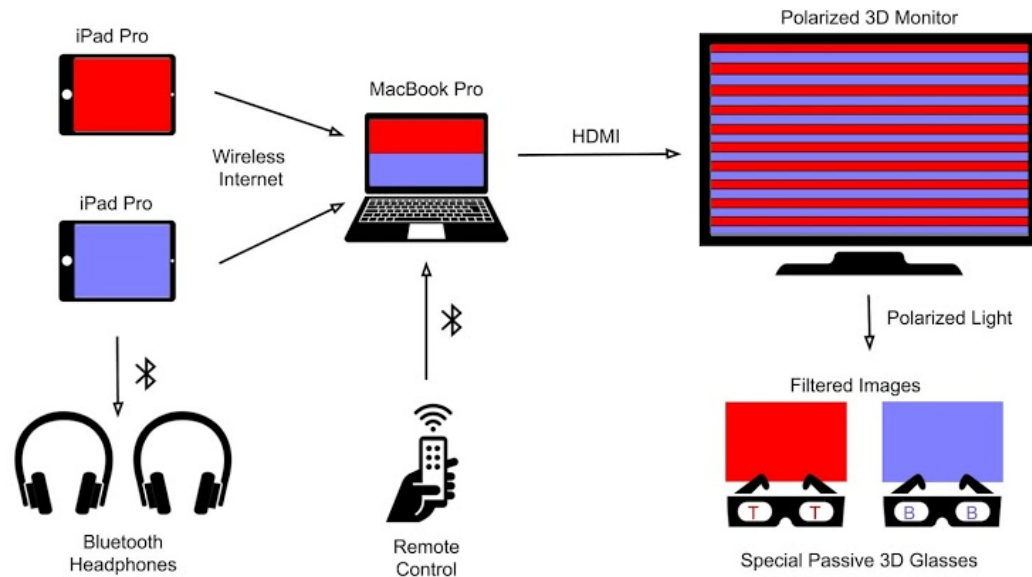 iPad Pro
Polarized 3D Monitor
MacBook Pro
HDMI
Wireless
Internet
iPad Pro
Polarized Light
Filtered Images
T T
B B
Bluetooth
Headphones
Remote
Control
Special Passive 3D Glasses